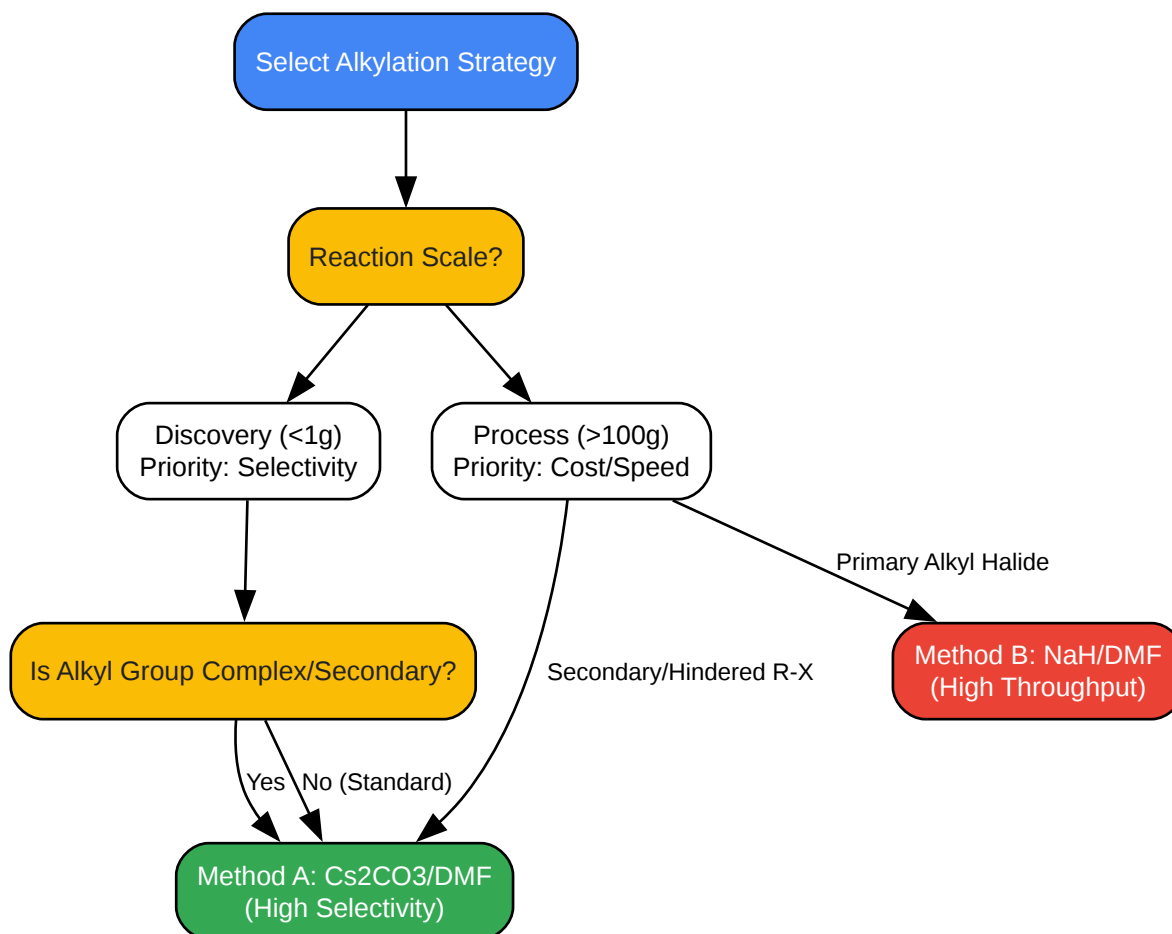 Select Alkylation Strategy
Reaction Scale?
Discovery (<1g)
Priority: Selectivity
Process (>100g)
Priority: Cost/Speed
Primary Alkyl Halide
Is Alkyl Group Complex/Secondary?
Secondary/Hindered R-X
Method B: NaH/DMF
(High Throughput)
Yes
No (Standard)
Method A: Cs2CO3/DMF
(High Selectivity)